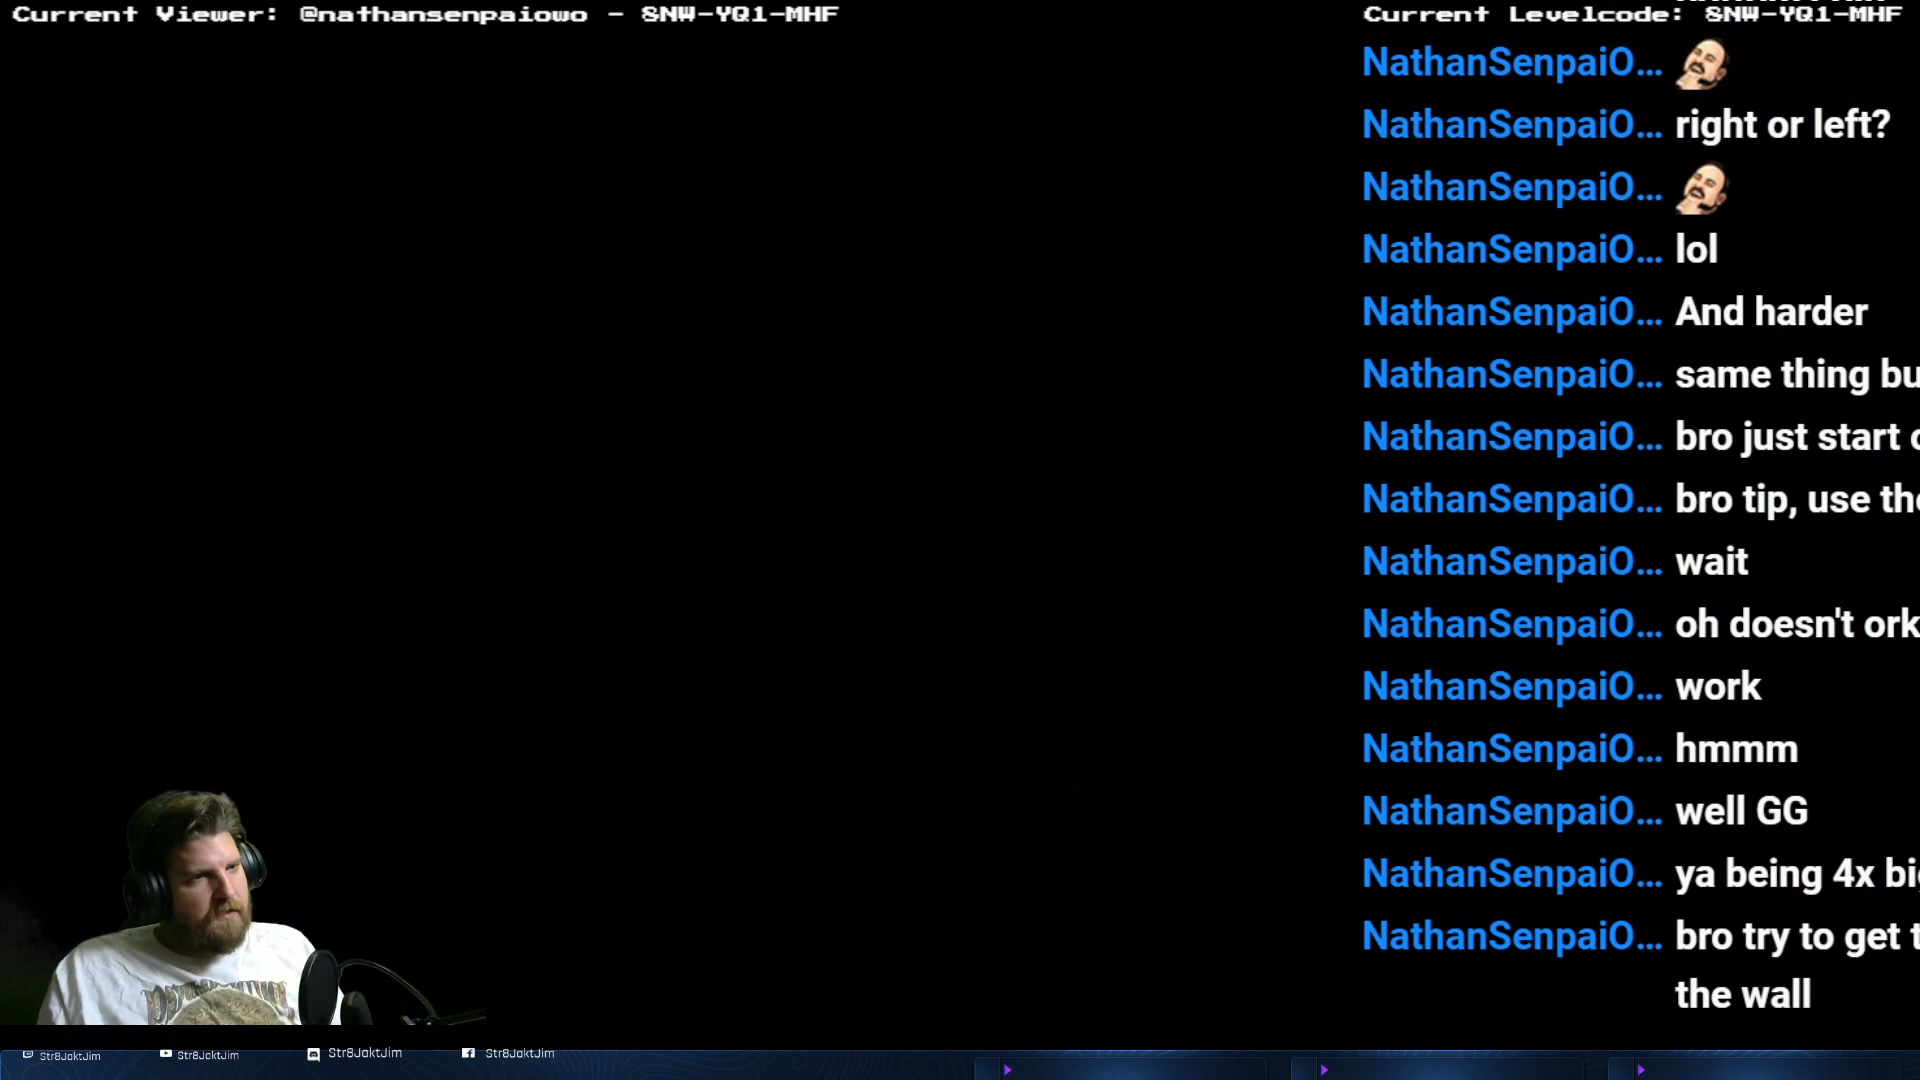 Current Viewer: @nathansenpaiowo - 8NW-YQ1-MHF
Current Levelcode: 8NW-YQ1-MHF
NathanSenpaiO...
NathanSenpaiO... right or left?
NathanSenpaiO...
NathanSenpaiO... lol
NathanSenpaiO... And harder
NathanSenpaiO... same thing bu
NathanSenpaiO... bro just start
NathanSenpaiO... bro tip, use the
NathanSenpaiO... wait
NathanSenpaiO... oh doesn't ork
NathanSenpaiO... work
NathanSenpaiO... hmmm
NathanSenpaiO... well GG
NathanSenpaiO... ya being 4x bi
NathanSenpaiO... bro try to get t
the wall
Str8JaktJim Str8JaktJim Str8JaktJim Str8JaktJim